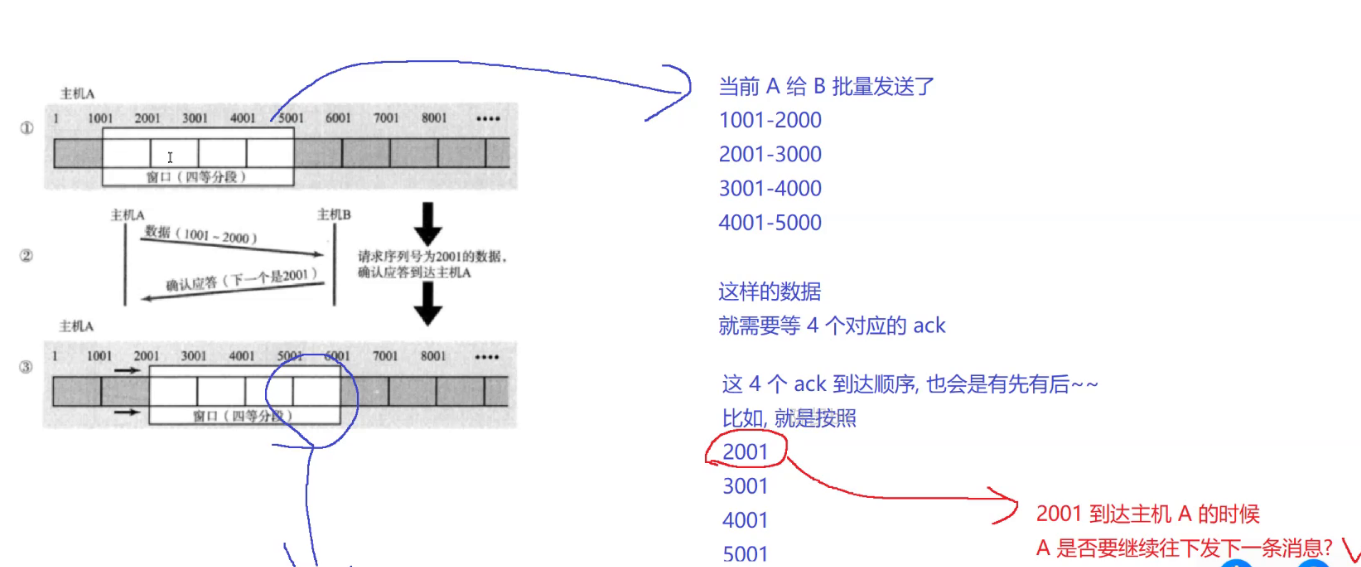 主机A
1 1001 2001 3001 4001 5001 6001 7001 8001 ••••
①
窗口（四等分段）
主机A 主机B
数据（1001～2000）
②
请求序列号为2001的数据，
确认应答到达主机A
确认应答（下一个是2001）
主机A
1 1001 2001 3001 4001 5001 6001 7001 8001 ••••
③
窗口（四等分段）
当前 A 给 B 批量发送了
1001-2000
2001-3000
3001-4000
4001-5000
这样的数据
就需要等 4 个对应的 ack
这 4 个 ack 到达顺序, 也会是有先有后~~
比如, 就是按照
2001
3001
4001
5001
2001 到达主机 A 的时候
A 是否要继续往下发下一条消息?